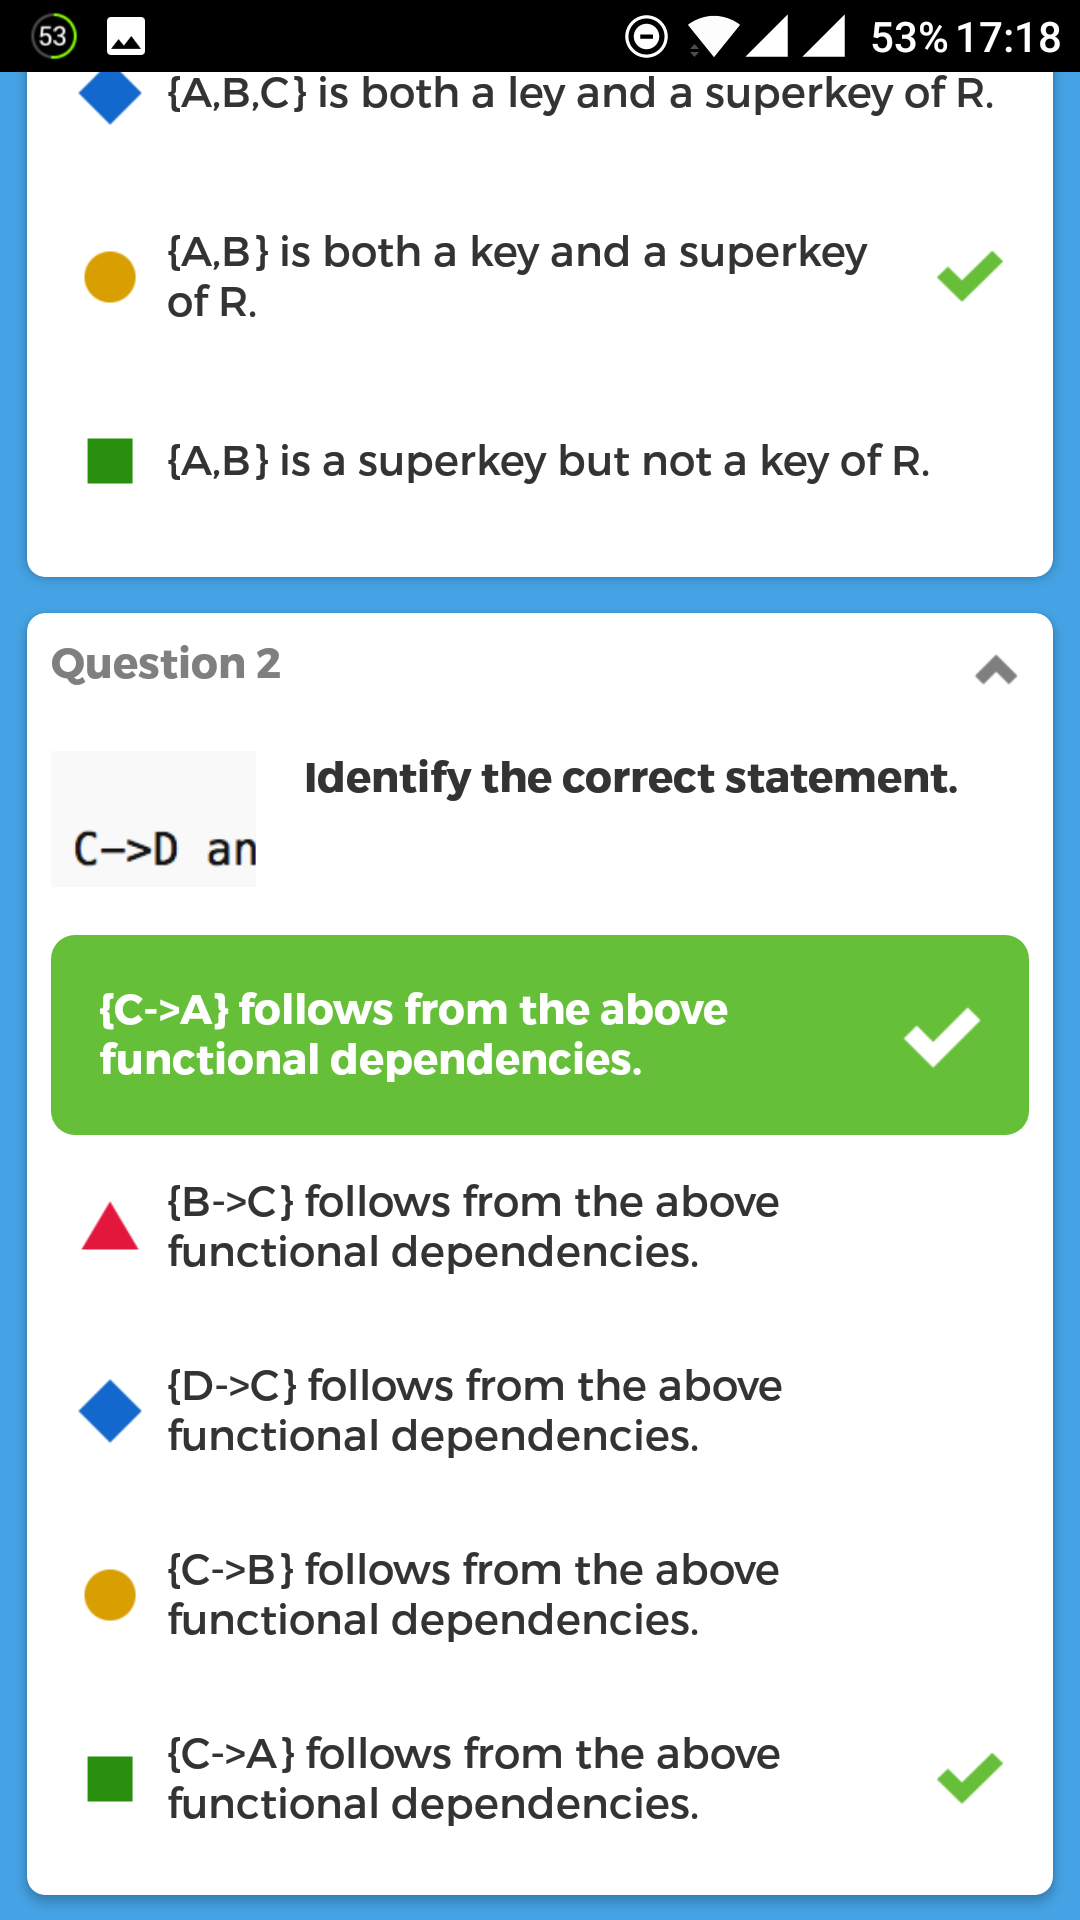 53
53% 17:18
{A,B,C} is both a ley and a superkey of R.
{A,B} is both a key and a superkey
of R.
{A,B} is a superkey but not a key of R.
Question 2
Identify the correct statement.
C->D an
{C->A} follows from the above
functional dependencies.
{B->C} follows from the above
functional dependencies.
{D->C} follows from the above
functional dependencies.
{C->B} follows from the above
functional dependencies.
{C->A} follows from the above
functional dependencies.